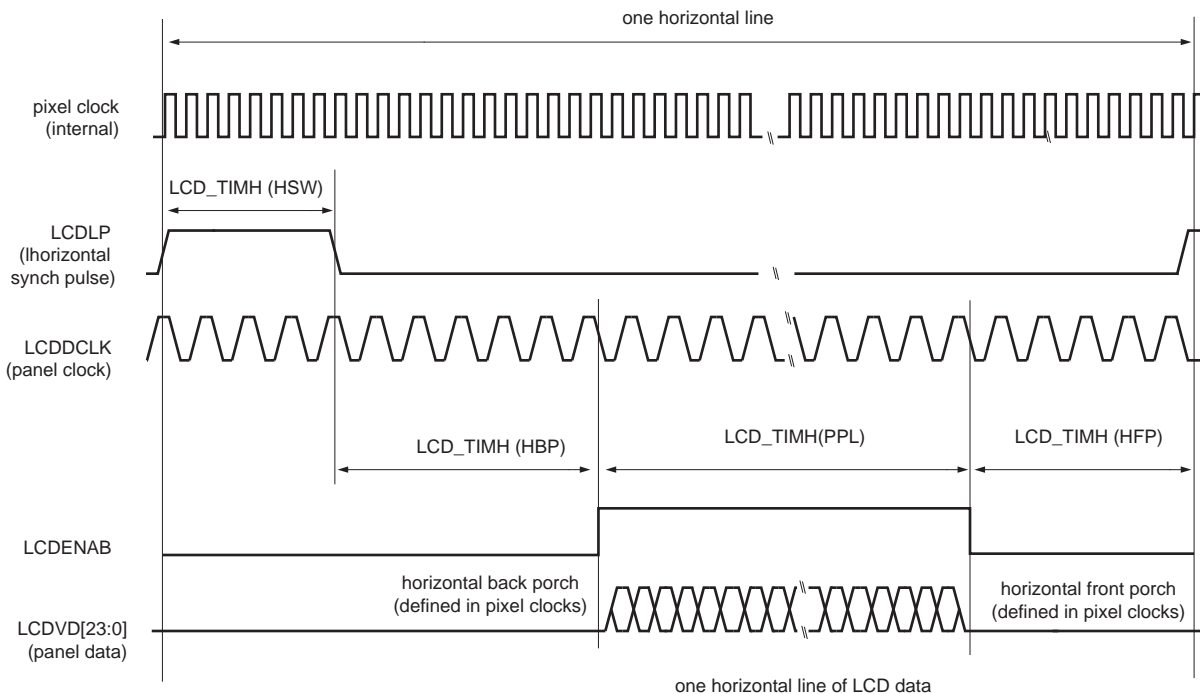 one horizontal line
pixel clock
(internal)
LCD_TIMH (HSW)
LCDLP
(lhorizontal
synch pulse)
LCDDCLK
(panel clock)
LCD_TIMH (HBP)
LCD_TIMH(PPL)
LCD_TIMH (HFP)
LCDENAB
horizontal back porch
(defined in pixel clocks)
horizontal front porch
(defined in pixel clocks)
LCDVD[23:0]
(panel data)
one horizontal line of LCD data